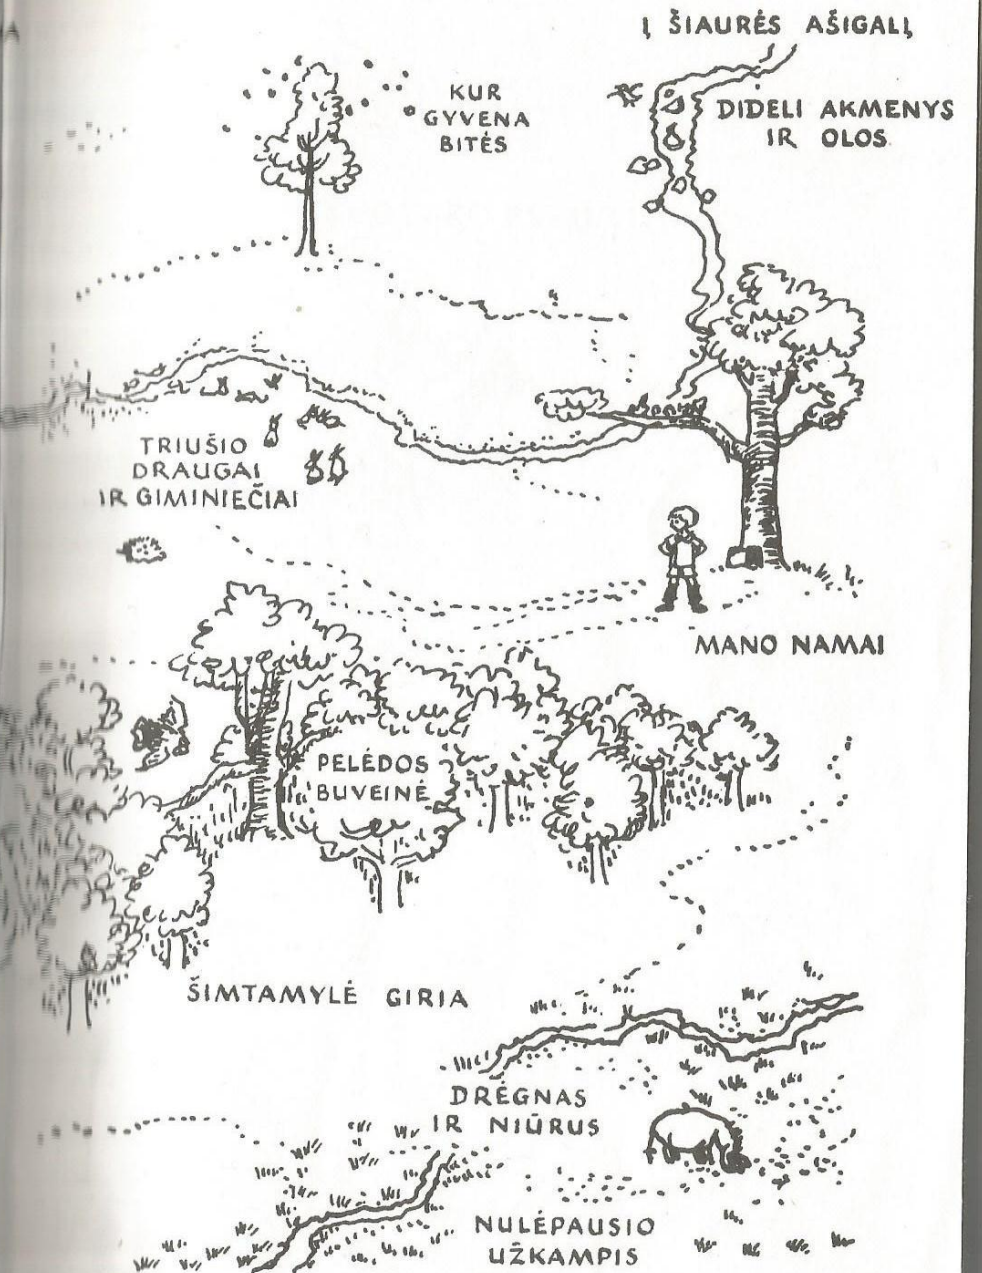 Į ŠIAURĖS AŠIGALĮ
KUR
GYVENA
BITĖS
DIDELI AKMENYS
IR OLOS
TRIUŠIO
DRAUGAI
IR GIMINIEČIAI
MANO NAMAI
PELĖDOS
BUVEINĖ
ŠIMTAMYLĖ GIRIA
DRĖGNAS
IR NIŪRUS
NULĖPAUSIO
UŽKAMPIS